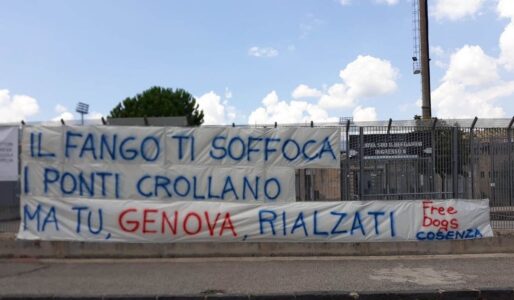 IL FANGO TI SOFFOCA
I PONTI CROLLANO
MA TU, GENOVA, RIALZATI
Free
Dogs
COSENZA